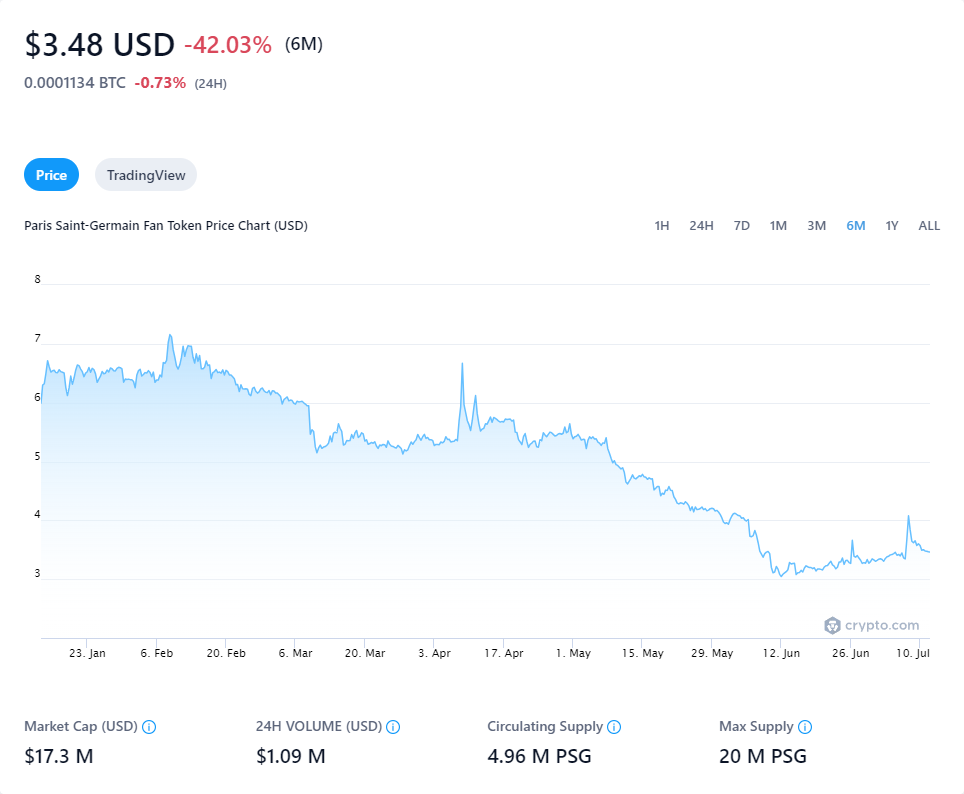 $3.48 USD -42.03% (6M)
0.0001134 BTC -0.73% (24H)
Price TradingView
Paris Saint-Germain Fan Token Price Chart (USD) 1H 24H 7D 1M 3M 6M 1Y ALL
8
7
6
5
4
3
crypto.com
23. Jan 6. Feb 20. Feb 6. Mar 20. Mar 3. Apr 17. Apr 1. May 15. May 29. May 12. Jun 26. Jun 10. Jul
Market Cap (USD) 24H VOLUME (USD) Circulating Supply Max Supply
$17.3 M $1.09 M 4.96 M PSG 20 M PSG